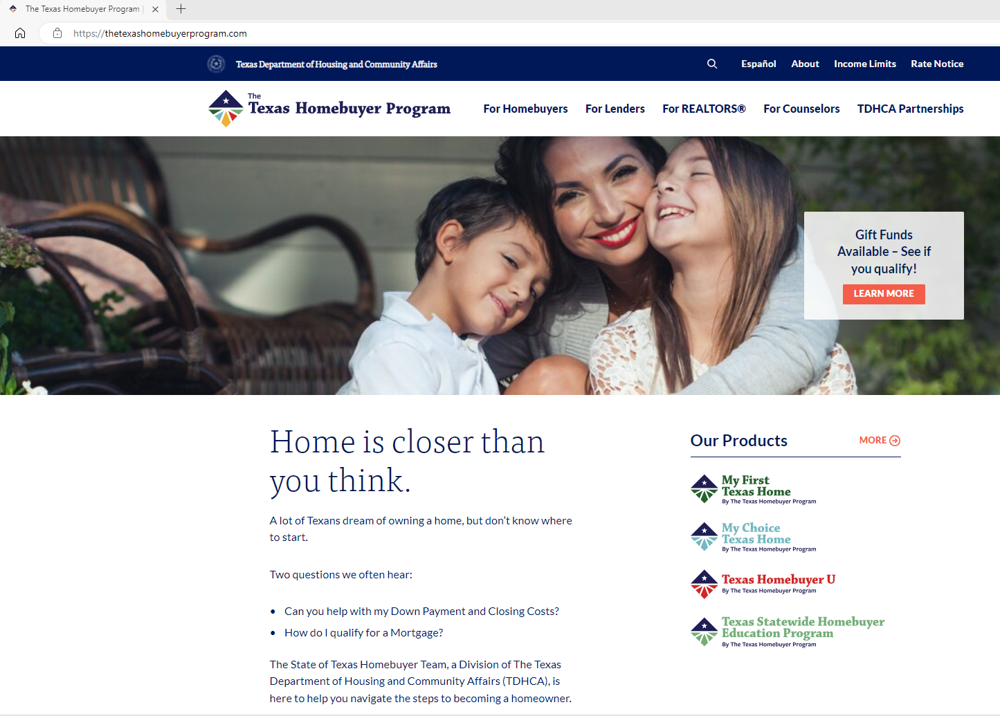 The Texas Homebuyer Program |
https://thetexashomebuyerprogram.com
Texas Department of Housing and Community Affairs
Español About Income Limits Rate Notice
The
Texas Homebuyer Program
For Homebuyers For Lenders For REALTORS® For Counselors TDHCA Partnerships
Gift Funds
Available – See if
you qualify!
LEARN MORE
Home is closer than
you think.
A lot of Texans dream of owning a home, but don’t know where
to start.
Two questions we often hear:
• Can you help with my Down Payment and Closing Costs?
• How do I qualify for a Mortgage?
The State of Texas Homebuyer Team, a Division of The Texas
Department of Housing and Community Affairs (TDHCA), is
here to help you navigate the steps to becoming a homeowner.
Our Products MORE
My First
Texas Home
By The Texas Homebuyer Program
My Choice
Texas Home
By The Texas Homebuyer Program
Texas Homebuyer U
By The Texas Homebuyer Program
Texas Statewide Homebuyer
Education Program
By The Texas Homebuyer Program